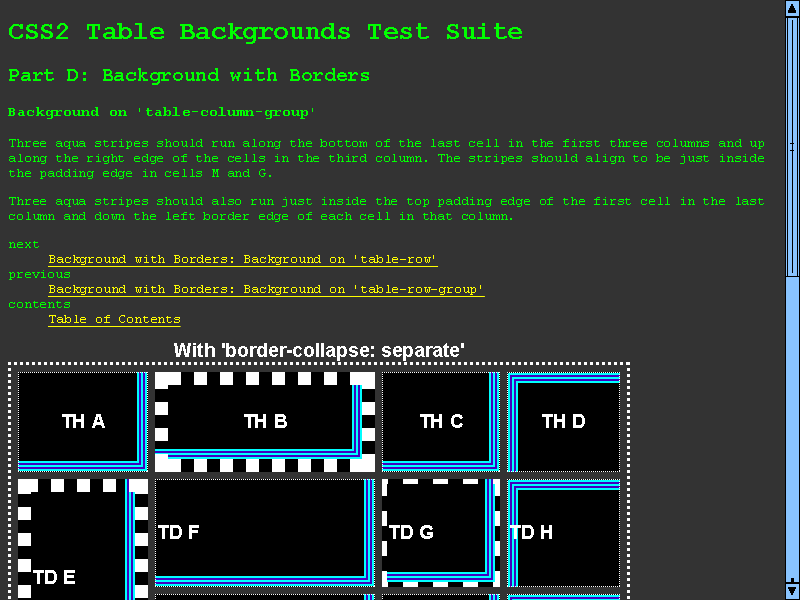 CSS2 Table Backgrounds Test Suite
Part D: Background with Borders
Background on 'table-column-group'
Three aqua stripes should run along the bottom of the last cell in the first three columns and up
along the right edge of the cells in the third column. The stripes should align to be just inside
the padding edge in cells M and G.
Three aqua stripes should also run just inside the top padding edge of the first cell in the last
column and down the left border edge of each cell in that column.
next
Background with Borders: Background on 'table-row'
previous
Background with Borders: Background on 'table-row-group'
contents
Table of Contents
With 'border-collapse: separate'
TH A TH B TH C TH D
TD F TD G TD H
TD E